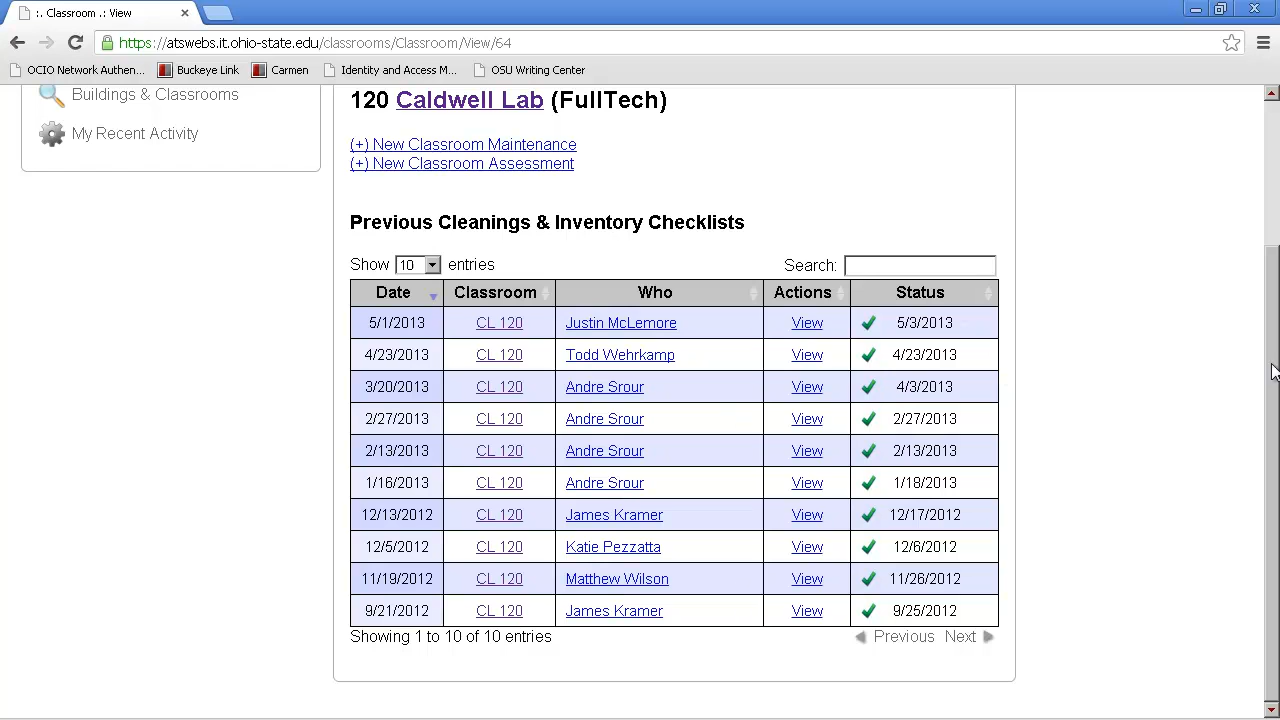 :. Classroom .: View
https://atswebs.it.ohio-state.edu/classrooms/Classroom/View/64
OCIO Network Authen... Buckeye Link Carmen Identity and Access M... OSU Writing Center
Buildings & Classrooms
My Recent Activity
120 Caldwell Lab (FullTech)
(+) New Classroom Maintenance
(+) New Classroom Assessment
Previous Cleanings & Inventory Checklists
Show 10 entries Search:
Date Classroom Who Actions Status
5/1/2013 CL 120 Justin McLemore View 5/3/2013
4/23/2013 CL 120 Todd Wehrkamp View 4/23/2013
3/20/2013 CL 120 Andre Srour View 4/3/2013
2/27/2013 CL 120 Andre Srour View 2/27/2013
2/13/2013 CL 120 Andre Srour View 2/13/2013
1/16/2013 CL 120 Andre Srour View 1/18/2013
12/13/2012 CL 120 James Kramer View 12/17/2012
12/5/2012 CL 120 Katie Pezzatta View 12/6/2012
11/19/2012 CL 120 Matthew Wilson View 11/26/2012
9/21/2012 CL 120 James Kramer View 9/25/2012
Showing 1 to 10 of 10 entries Previous Next